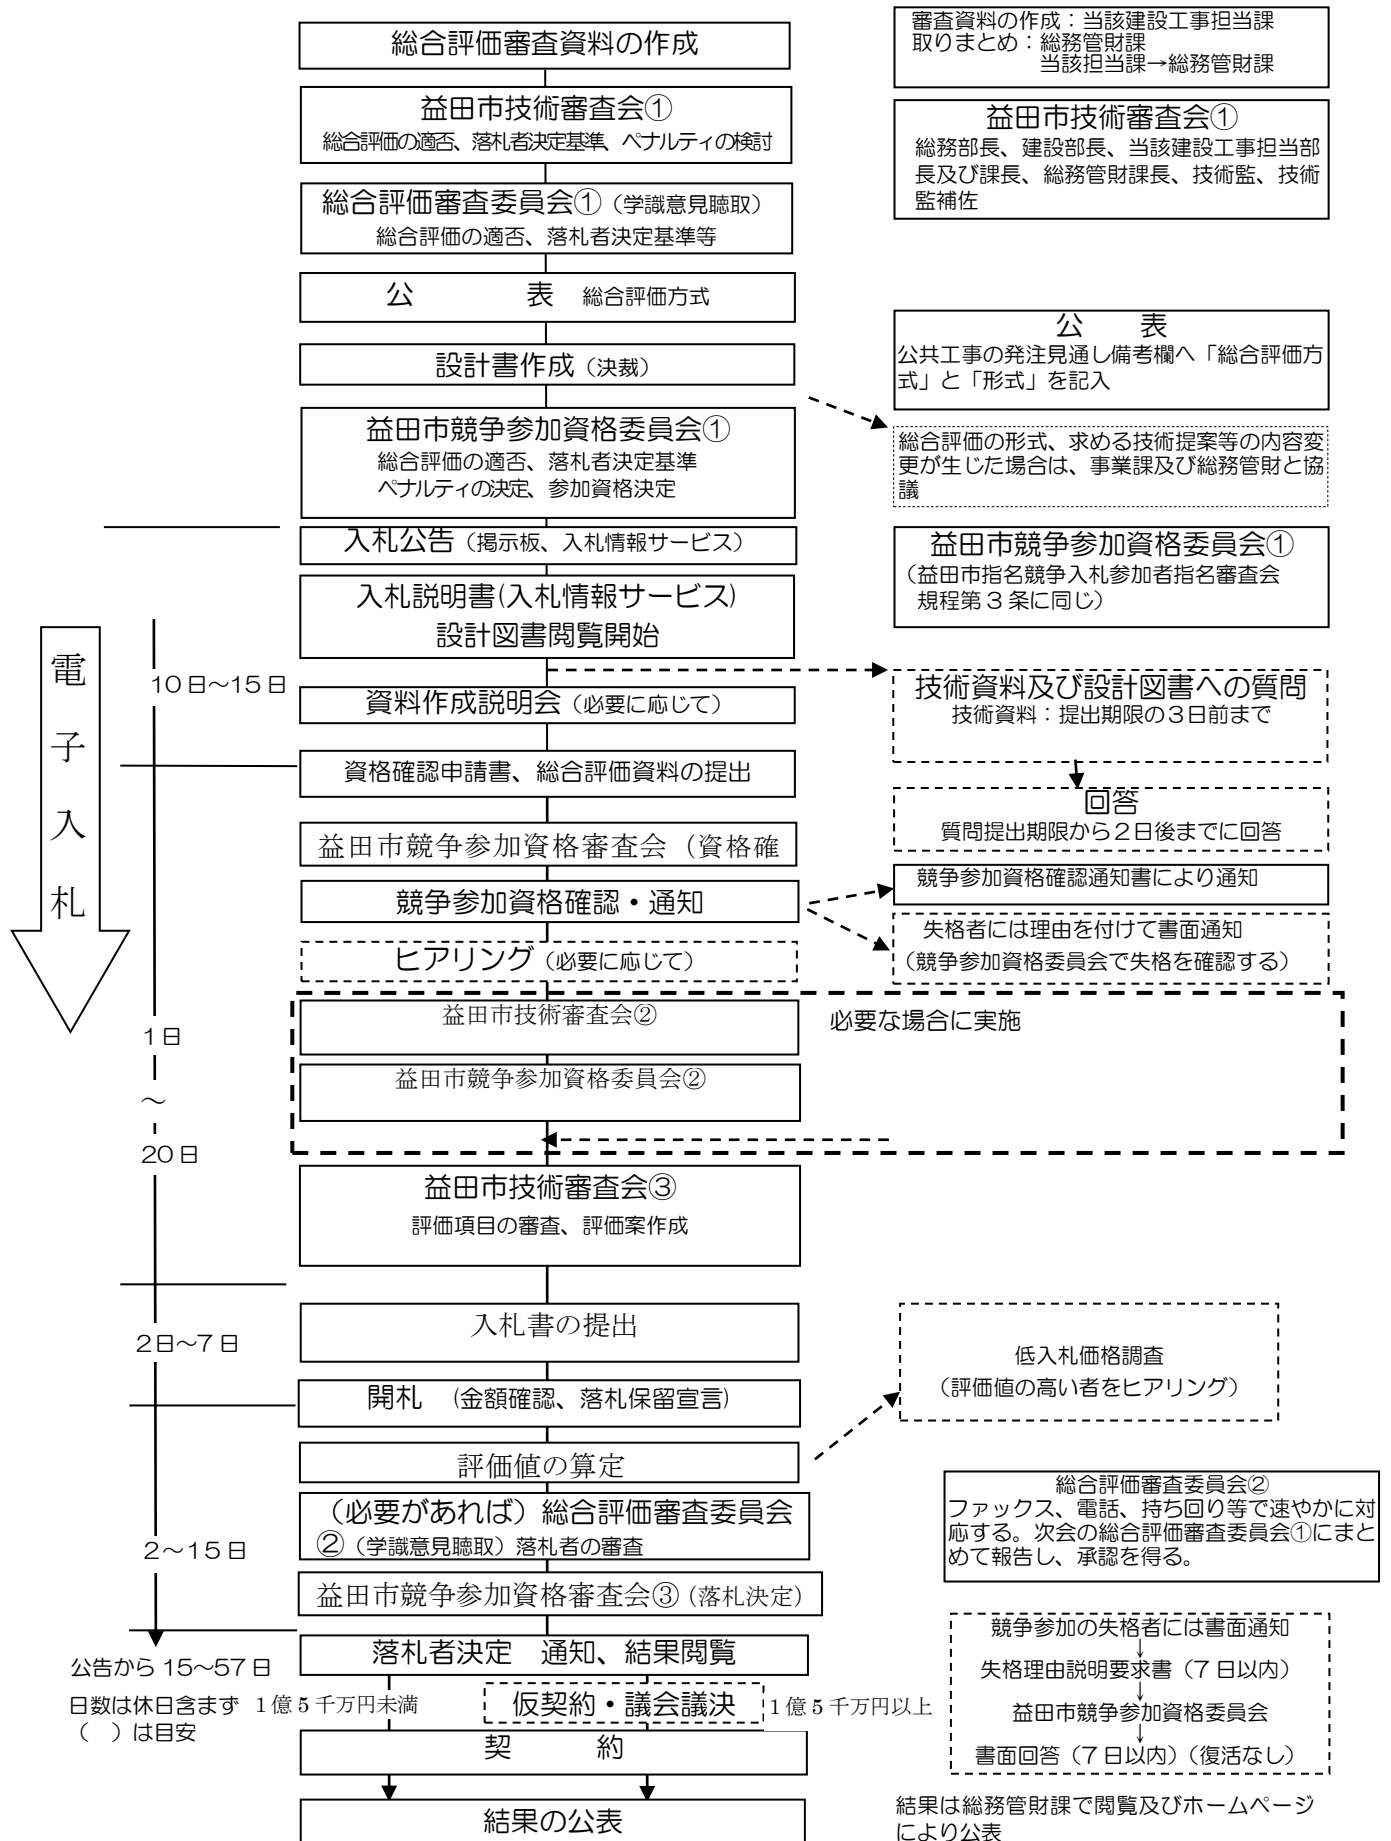 総合評価審査資料の作成
審査資料の作成：当該建設工事担当課
取りまとめ：総務管財課
当該担当課→総務管財課
益田市技術審査会①
総合評価の適否、落札者決定基準、ペナルティの検討
益田市技術審査会①
総務部長、建設部長、当該建設工事担当部
長及び課長、総務管財課長、技術監、技術
監補佐
総合評価審査委員会①（学識意見聴取）
総合評価の適否、落札者決定基準等
公　　　　表　総合評価方式
公　　表
公共工事の発注見通し備考欄へ「総合評価方
式」と「形式」を記入
設計書作成（決裁）
益田市競争参加資格委員会①
総合評価の適否、落札者決定基準
ペナルティの決定、参加資格決定
総合評価の形式、求める技術提案等の内容変
更が生じた場合は、事業課及び総務管財と協
議
入札公告（掲示板、入札情報サービス）
益田市競争参加資格委員会①
（益田市指名競争入札参加者指名審査会
規程第３条に同じ）
入札説明書(入札情報サービス)
設計図書閲覧開始
電子入札
10日～15日
資料作成説明会（必要に応じて）
技術資料及び設計図書への質問
技術資料：提出期限の３日前まで
資格確認申請書、総合評価資料の提出
回答
質問提出期限から２日後までに回答
益田市競争参加資格審査会（資格確
競争参加資格確認・通知
競争参加資格確認通知書により通知
失格者には理由を付けて書面通知
（競争参加資格委員会で失格を確認する）
ヒアリング（必要に応じて）
益田市技術審査会②
必要な場合に実施
1日
～
20日
益田市競争参加資格委員会②
益田市技術審査会③
評価項目の審査、評価案作成
入札書の提出
2日～7日
低入札価格調査
（評価値の高い者をヒアリング）
開札　(金額確認、落札保留宣言)
評価値の算定
（必要があれば）総合評価審査委員会
②（学識意見聴取）落札者の審査
総合評価審査委員会②
ファックス、電話、持ち回り等で速やかに対
応する。次会の総合評価審査委員会①にまと
めて報告し、承認を得る。
2～15日
益田市競争参加資格審査会③(落札決定)
落札者決定　通知、結果閲覧
競争参加の失格者には書面通知
↓
失格理由説明要求書（７日以内）
↓
益田市競争参加資格委員会
↓
書面回答（７日以内）（復活なし）
公告から15～57日
日数は休日含まず
（　）は目安
１億５千万円未満
仮契約・議会議決
１億５千万円以上
契　　約
結果の公表
結果は総務管財課で閲覧及びホームページ
により公表